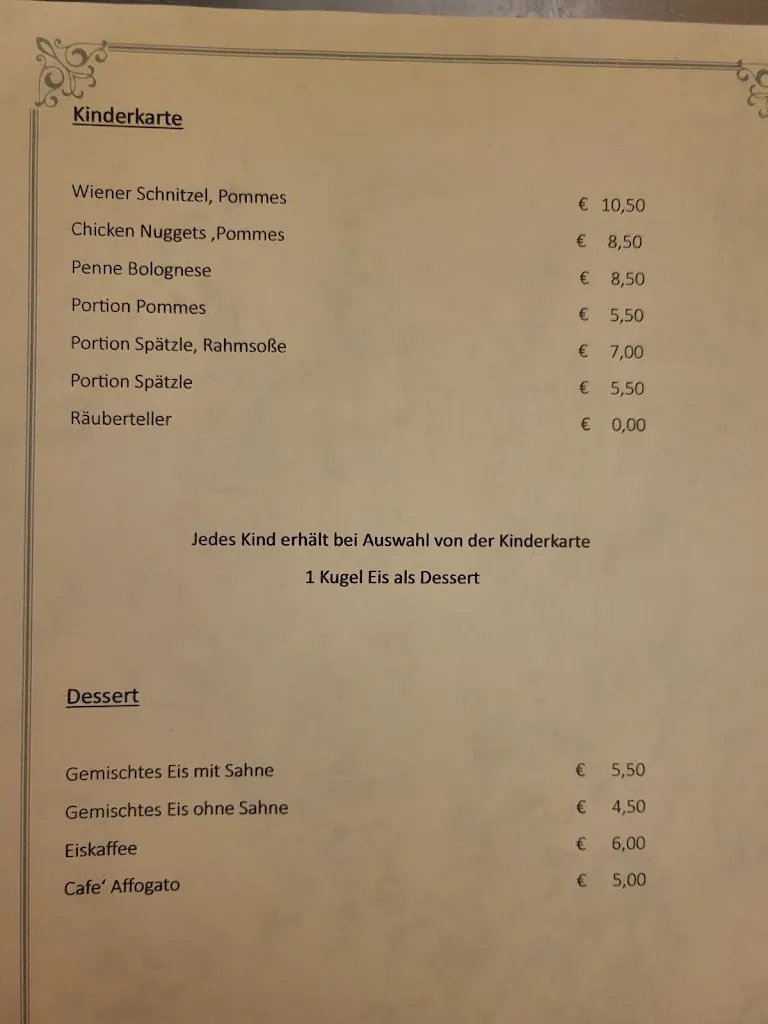 Kinderkarte
Wiener Schnitzel, Pommes € 10,50
Chicken Nuggets ,Pommes € 8,50
Penne Bolognese € 8,50
Portion Pommes € 5,50
Portion Spätzle, Rahmsoße € 7,00
Portion Spätzle € 5,50
Räuberteller € 0,00
Jedes Kind erhält bei Auswahl von der Kinderkarte
1 Kugel Eis als Dessert
Dessert
Gemischtes Eis mit Sahne € 5,50
Gemischtes Eis ohne Sahne € 4,50
Eiskaffee € 6,00
Cafe‘ Affogato € 5,00